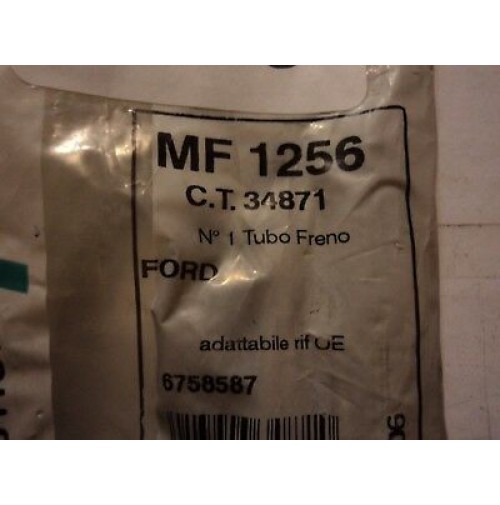 MF 1256
C.T. 34871
N° 1 Tubo Freno
FORD
adattabile rif OE
6758587